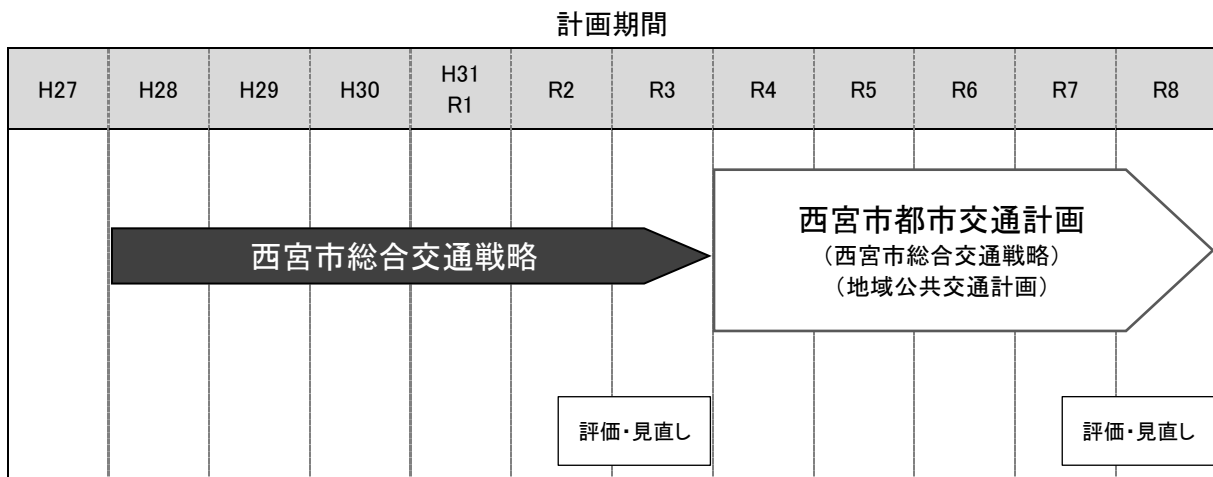 計画期間
H27 H28 H29 H30 H31 R1 R2 R3 R4 R5 R6 R7 R8
西宮市総合交通戦略
西宮市都市交通計画
（西宮市総合交通戦略）
（地域公共交通計画）
評価・見直し
評価・見直し